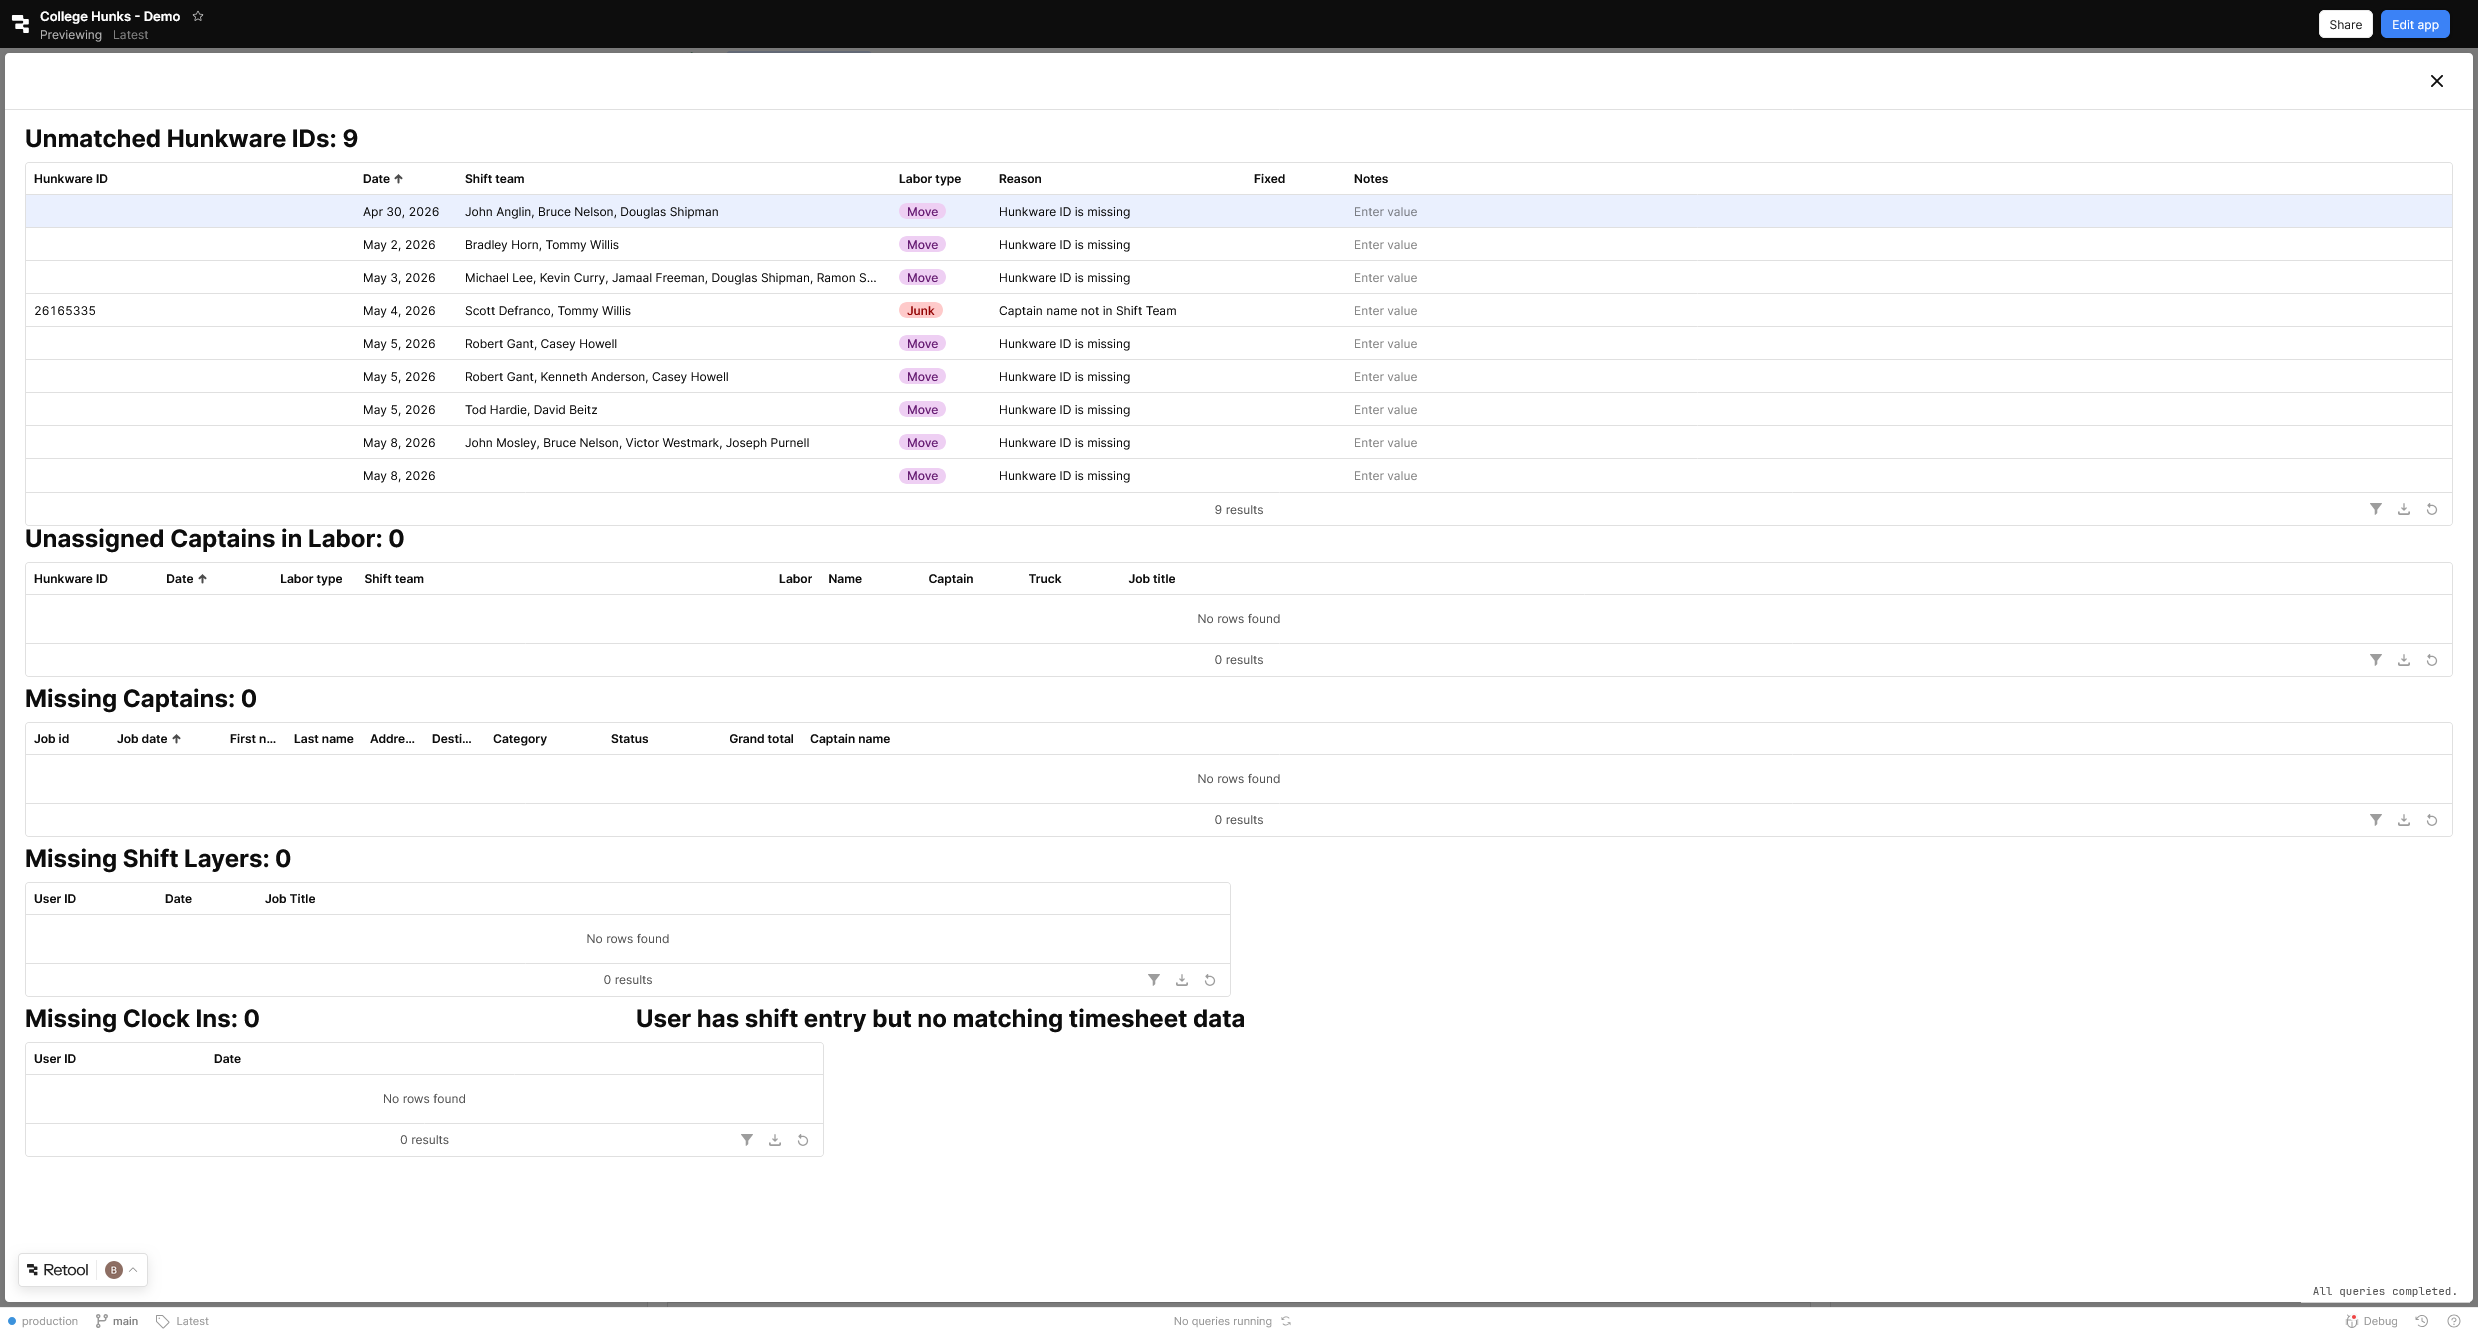 College Hunks - Demo
Previewing Latest
Share Edit app
Unmatched Hunkware IDs: 9
Hunkware ID Date Shift team Labor type Reason Fixed Notes
Apr 30, 2026 John Anglin, Bruce Nelson, Douglas Shipman Move Hunkware ID is missing Enter value
May 2, 2026 Bradley Horn, Tommy Willis Move Hunkware ID is missing Enter value
May 3, 2026 Michael Lee, Kevin Curry, Jamaal Freeman, Douglas Shipman, Ramon S... Move Hunkware ID is missing Enter value
26165335 May 4, 2026 Scott Defranco, Tommy Willis Junk Captain name not in Shift Team Enter value
May 5, 2026 Robert Gant, Casey Howell Move Hunkware ID is missing Enter value
May 5, 2026 Robert Gant, Kenneth Anderson, Casey Howell Move Hunkware ID is missing Enter value
May 5, 2026 Tod Hardie, David Beitz Move Hunkware ID is missing Enter value
May 8, 2026 John Mosley, Bruce Nelson, Victor Westmark, Joseph Purnell Move Hunkware ID is missing Enter value
May 8, 2026 Move Hunkware ID is missing Enter value
9 results
Unassigned Captains in Labor: 0
Hunkware ID Date Labor type Shift team Labor Name Captain Truck Job title
No rows found
0 results
Missing Captains: 0
Job id Job date First n... Last name Addre... Desti... Category Status Grand total Captain name
No rows found
0 results
Missing Shift Layers: 0
User ID Date Job Title
No rows found
0 results
Missing Clock Ins: 0 User has shift entry but no matching timesheet data
User ID Date
No rows found
0 results
Retool B
All queries completed.
production main Latest No queries running Debug